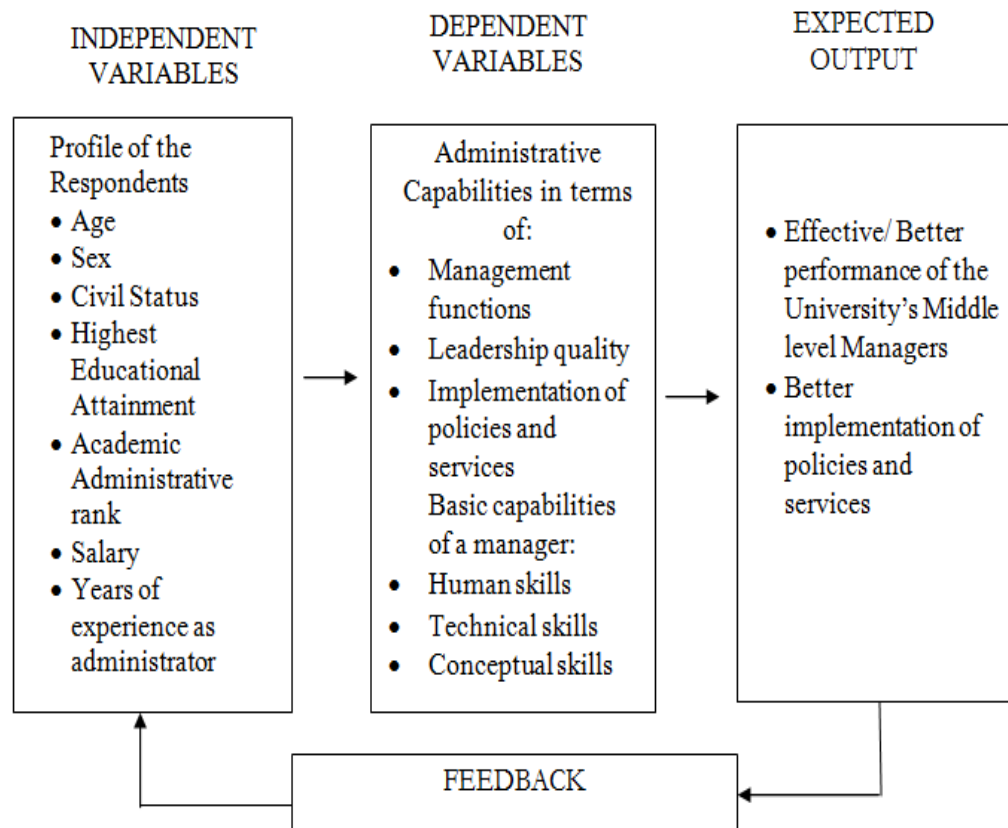 INDEPENDENT
VARIABLES
DEPENDENT
VARIABLES
EXPECTED
OUTPUT
Profile of the
Respondents
• Age
• Sex
• Civil Status
• Highest
Educational
Attainment
• Academic
Administrative
rank
• Salary
• Years of
experience as
administrator
Administrative
Capabilities in terms
of:
• Management
functions
• Leadership quality
• Implementation of
policies and
services
Basic capabilities
of a manager:
• Human skills
• Technical skills
• Conceptual skills
• Effective/ Better
performance of the
University’s Middle
level Managers
• Better
implementation of
policies and
services
FEEDBACK